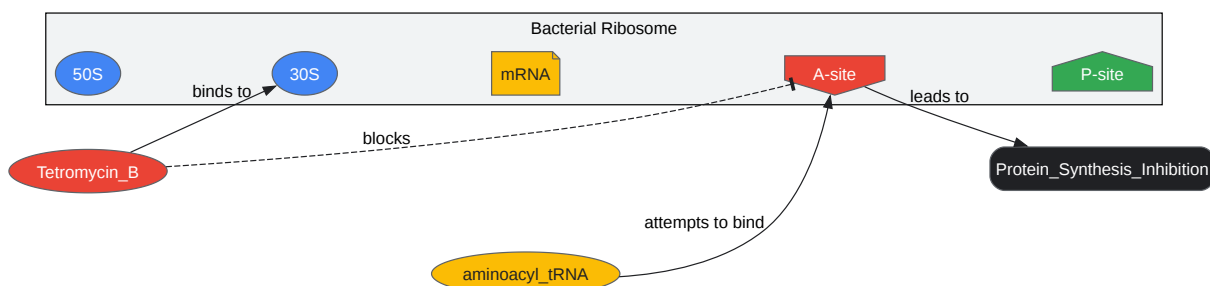 Bacterial Ribosome
50S
30S
mRNA
A-site
P-site
binds to
leads to
blocks
Tetromycin_B
Protein_Synthesis_Inhibition
attempts to bind
aminoacyl_tRNA